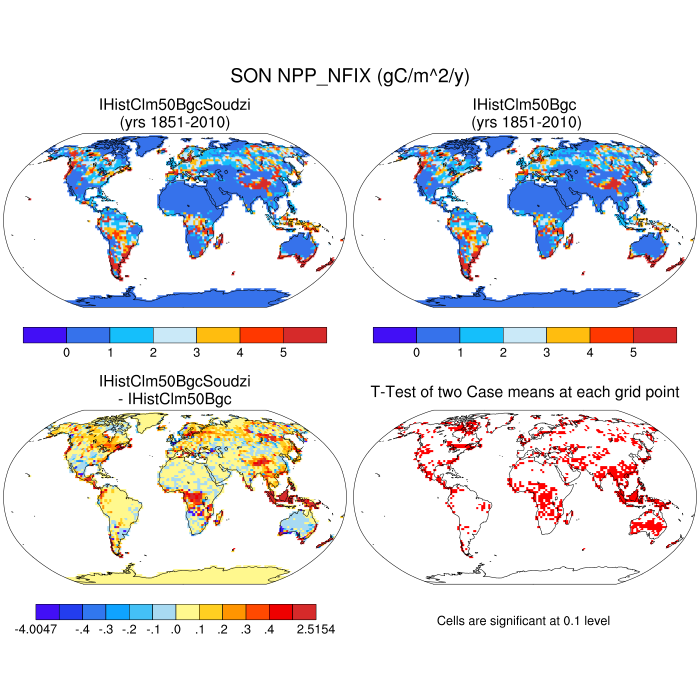 SON NPP_NFIX (gC/m^2/y)
IHistClm50BgcSoudzi
(yrs 1851-2010)
IHistClm50Bgc
(yrs 1851-2010)
0 1 2 3 4 5
0 1 2 3 4 5
IHistClm50BgcSoudzi
- IHistClm50Bgc
T-Test of two Case means at each grid point
-4.0047 -.4 -.3 -.2 -.1 .0 .1 .2 .3 .4 2.5154
Cells are significant at 0.1 level